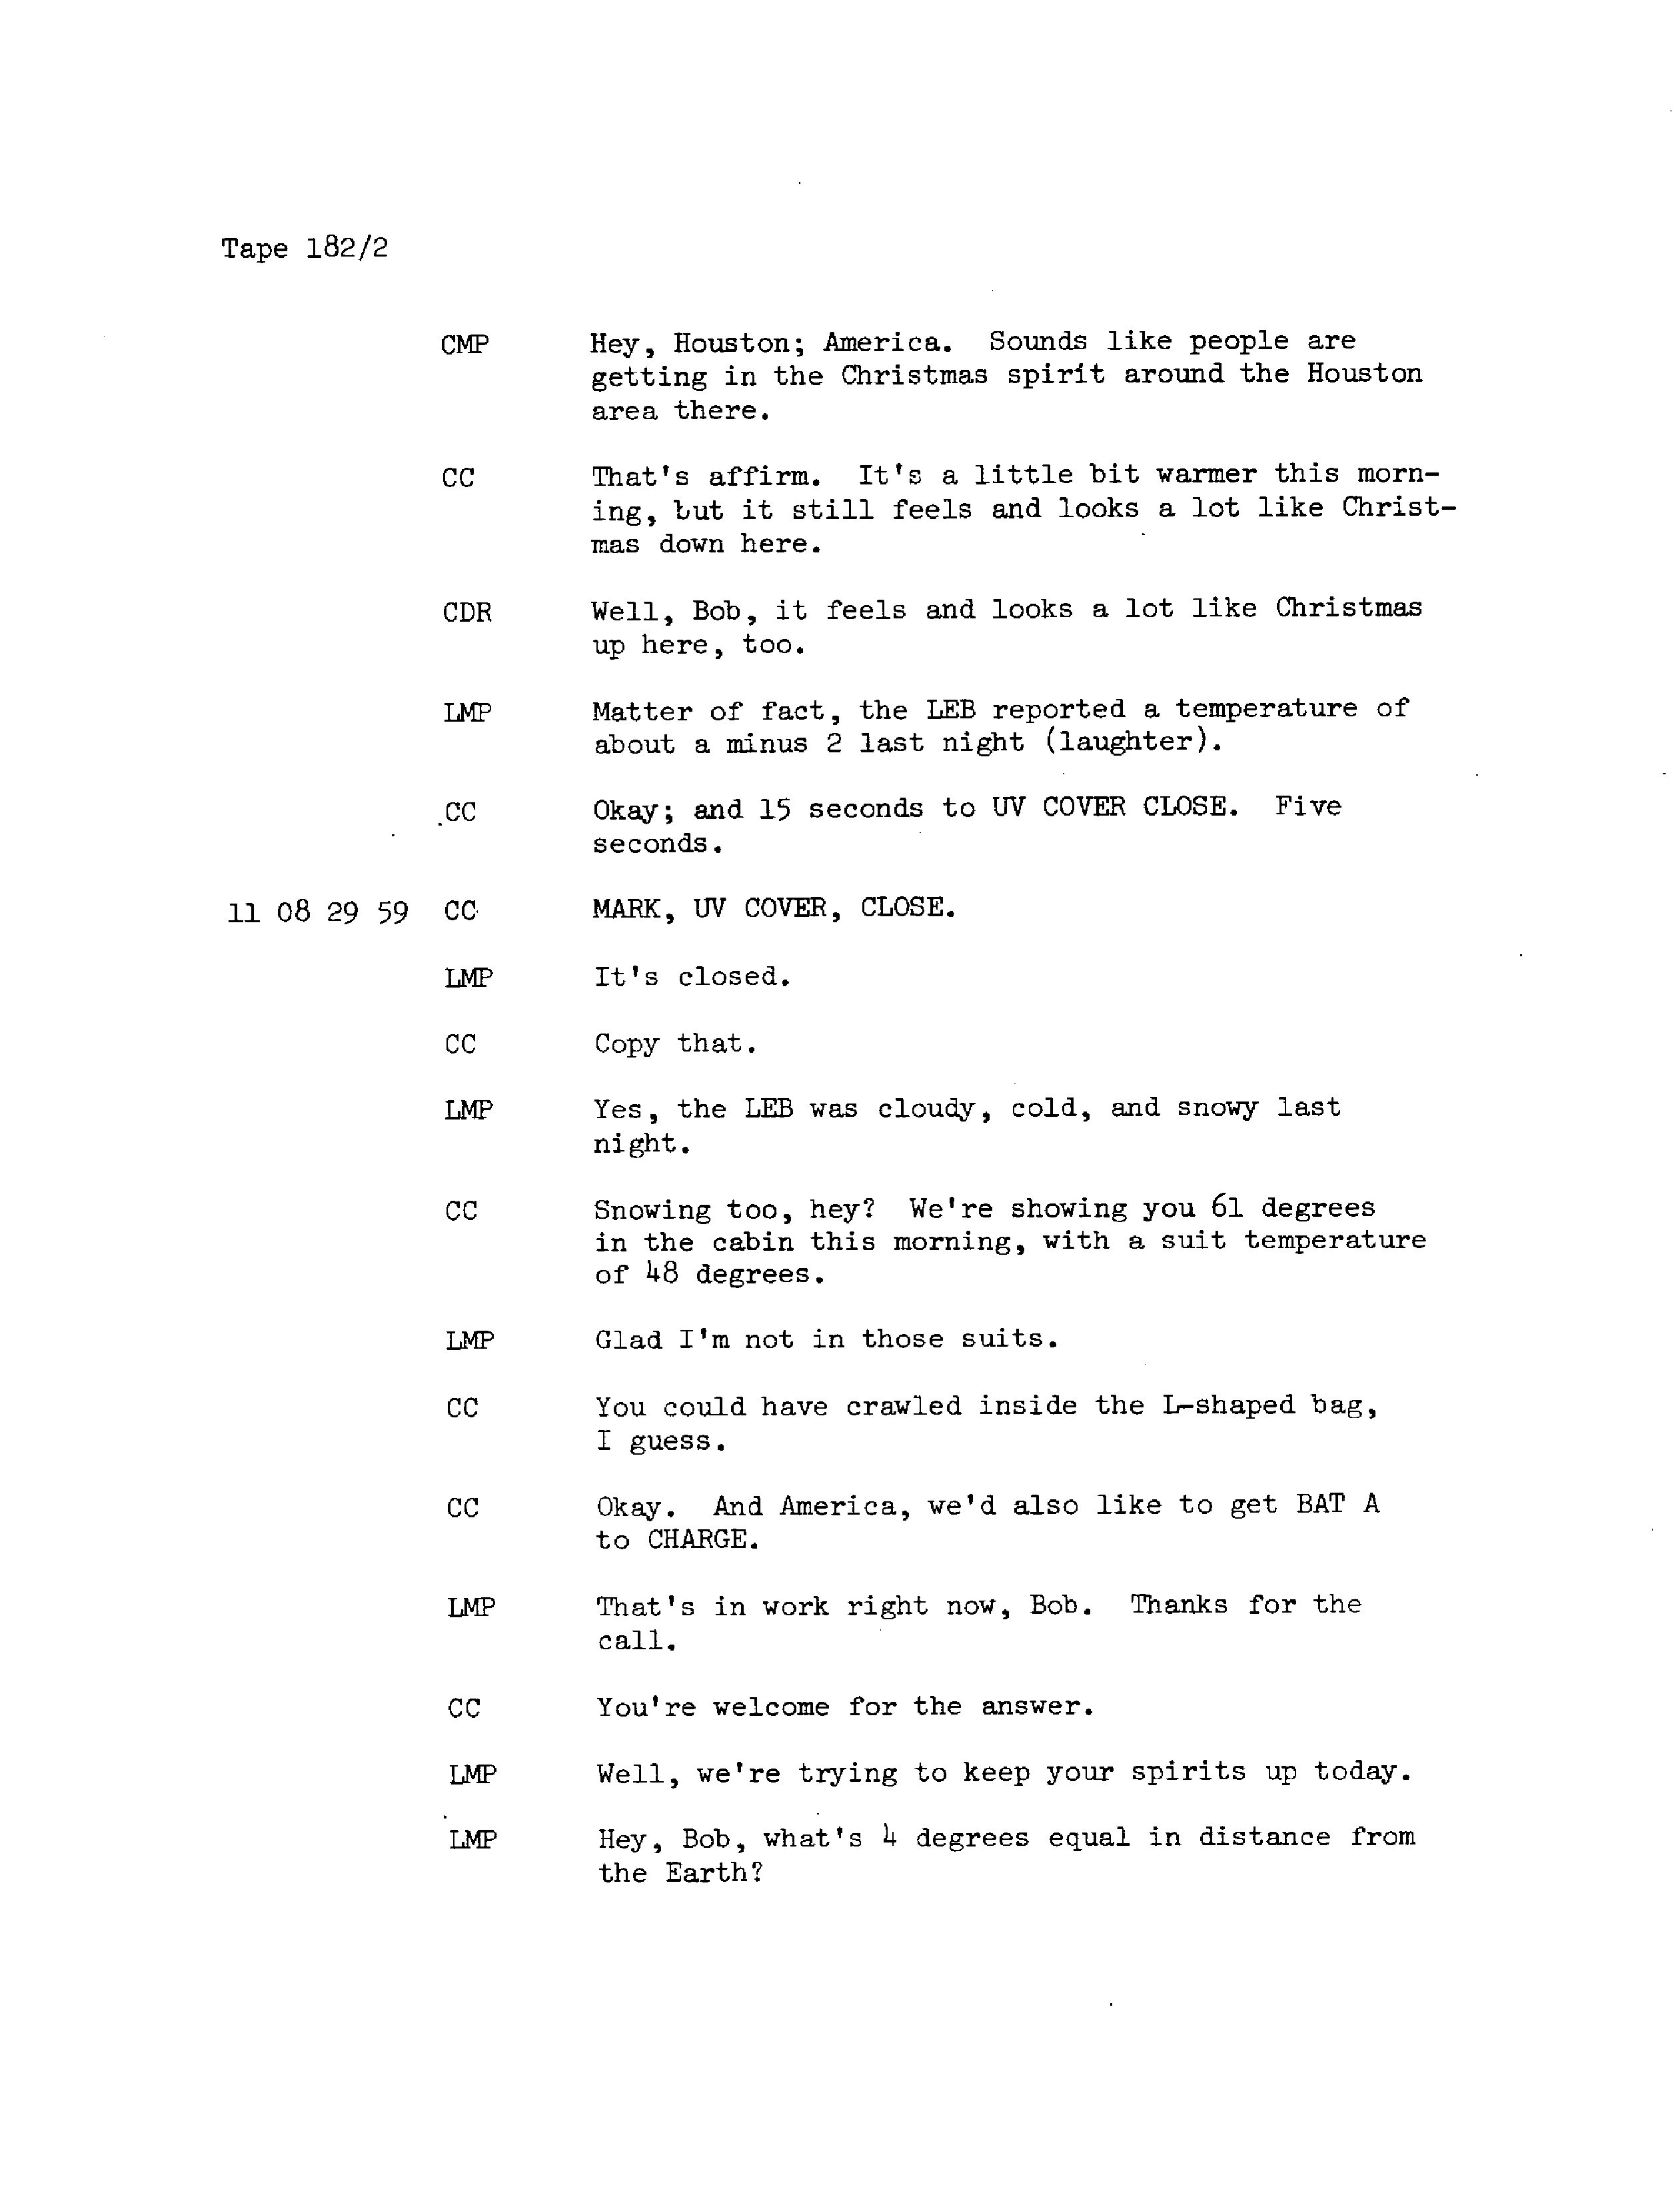 Tape 182/2
CMP Hey, Houston; America. Sounds like people are
getting in the Christmas spirit around the Houston
area there.
CC That's affirm. It's a little bit warmer this morn-
ing, but it still feels and looks a lot like Christ-
mas down here.
CDR Well, Bob, it feels and looks a lot like Christmas
up here, too.
LMP Matter of fact, the LEB reported a temperature of
about a minus 2 last night (laughter).
CC Okay; and 15 seconds to UV COVER CLOSE. Five
seconds.
11 08 29 59 CC MARK, UV COVER, CLOSE.
LMP It's closed.
CC Copy that.
LMP Yes, the LEB was cloudy, cold, and snowy last
night.
CC Snowing too, hey? We're showing you 61 degrees
in the cabin this morning, with a suit temperature
of 48 degrees.
LMP Glad I'm not in those suits.
CC You could have crawled inside the L-shaped bag,
I guess.
CC Okay. And America, we'd also like to get BAT A
to CHARGE.
LMP That's in work right now, Bob. Thanks for the
call.
CC You're welcome for the answer.
LMP Well, we're trying to keep your spirits up today.
LMP Hey, Bob, what's 4 degrees equal in distance from
the Earth?